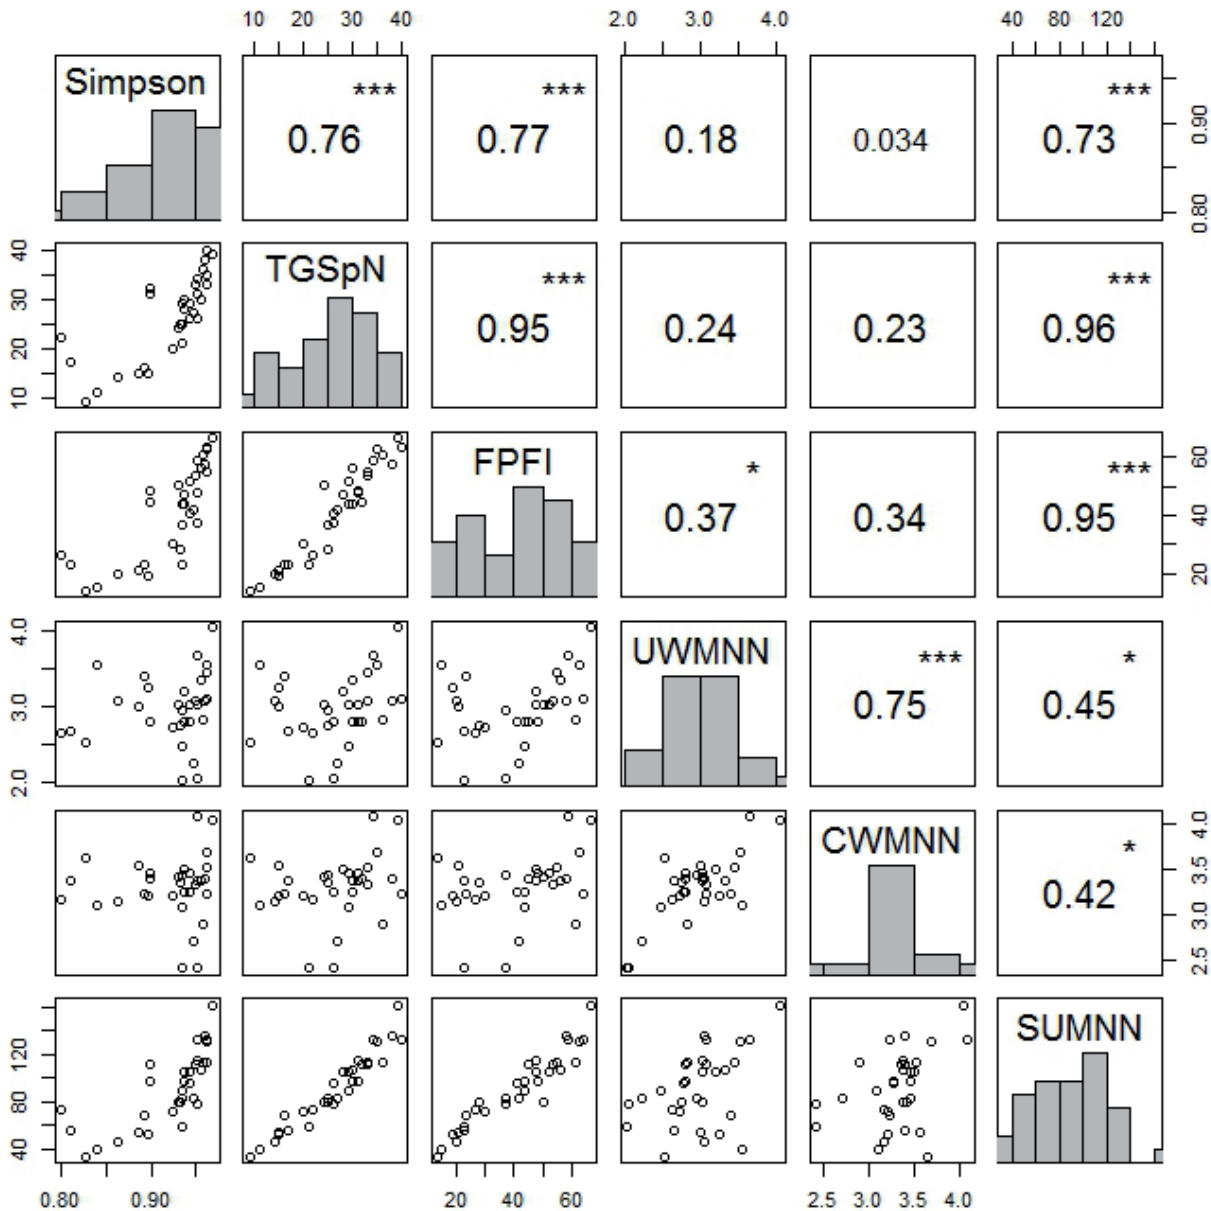 10 20 30 40 2.0 3.0 4.0 40 80 120
Simpson *** *** ***
0.76 0.77 0.18 0.034 0.73
0.80 0.90
TGSpN *** ***
0.95 0.24 0.23 0.96
10 20 30 40
FPFI * ***
0.37 0.34 0.95
20 40 60
UWMNN *** *
0.75 0.45
2.0 3.0 4.0
CWMNN *
0.42
2.5 3.0 3.5 4.0
SUMNN
40 80 120
0.80 0.90 20 40 60 2.5 3.0 3.5 4.0